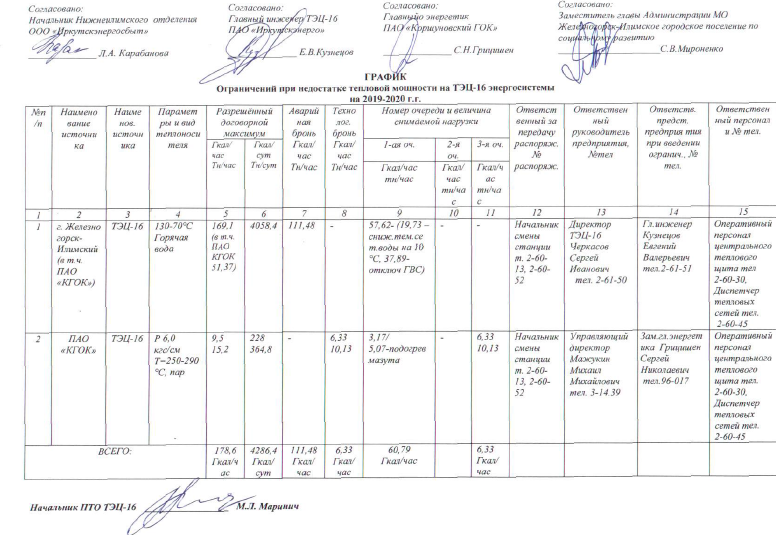 Согласовано:
Начальник Нижнеилимского отделения
ООО «Иркутскэнергосбыт»
Л.А. Карабанова
Согласовано:
Главный инженер ТЭЦ-16
ПАО «Иркутскэнерго»
Е.В.Кузнецов
Согласовано:
Главный энергетик
ПАО «Коршуновский ГОК»
С.Н.Грицишен
Согласовано:
Заместитель главы Администрации МО
Железногорск-Илимское городское поселение по
социальному развитию
С.В.Мироненко
ГРАФИК
Ограничений при недостатке тепловой мощности на ТЭЦ-16 энергосистемы
на 2019-2020 г.г.
№п/п
Наименование источника
Наименов. источника
Параметры и вид теплоносителя
Разрешённый договорной максимум
Гкал/час Тн/час
Гкал/сут Тн/сут
Аварийная бронь Гкал/час Тн/час
Технолог. бронь Гкал/час Тн/час
Номер очереди и величина снимаемой нагрузки
1-ая оч.
2-я оч.
3-я оч.
Гкал/час тн/час
Гкал/час тн/час
Гкал/час тн/час
Ответственный за передачу распоряж. № распоряж.
Ответственный руководитель предприятия, №тел
Ответств. предст. предприятия при введении огранич., № тел.
Ответственный персонал и № тел.
1 2 3 4 5 6 7 8 9 10 11 12 13 14 15
1
г. Железногорск-Илимский (в т.ч. ПАО «КГОК»)
ТЭЦ-16
130-70°С Горячая вода
169,1 (в т.ч. ПАО КГОК 51,37)
4058,4
111,48
-
57,62- (19,73 – сниж.тем.сет.воды на 10 °С, 37,89- отключ ГВС)
-
-
Начальник смены станции т. 2-60-13, 2-60-52
Директор ТЭЦ-16 Черкасов Сергей Иванович тел. 2-61-50
Гл.инженер Кузнецов Евгений Валерьевич тел.2-61-51
Оперативный персонал центрального теплового щита тел 2-60-30, Диспетчер тепловых сетей тел. 2-60-45
2
ПАО «КГОК»
ТЭЦ-16
Р 6,0 кгс/см Т=250-290 °С, пар
9,5 15,2
228 364,8
-
6,33 10,13
3,17/ 5,07-подогрев мазута
-
6,33 10,13
Начальник смены станции т. 2-60-13, 2-60-52
Управляющий директор Мажукин Михаил Михайлович тел. 3-14.39
Зам.гл.энергетика Грицишен Сергей Николаевич тел.96-017
Оперативный персонал центрального теплового щита тел. 2-60-30, Диспетчер тепловых сетей тел. 2-60-45
ВСЕГО:
178,6 Гкал/час
4286,4 Гкал/сут
111,48 Гкал/час
6,33 Гкал/час
60,79 Гкал/час
6,33 Гкал/час
Начальник ПТО ТЭЦ-16
М.Л. Маринич